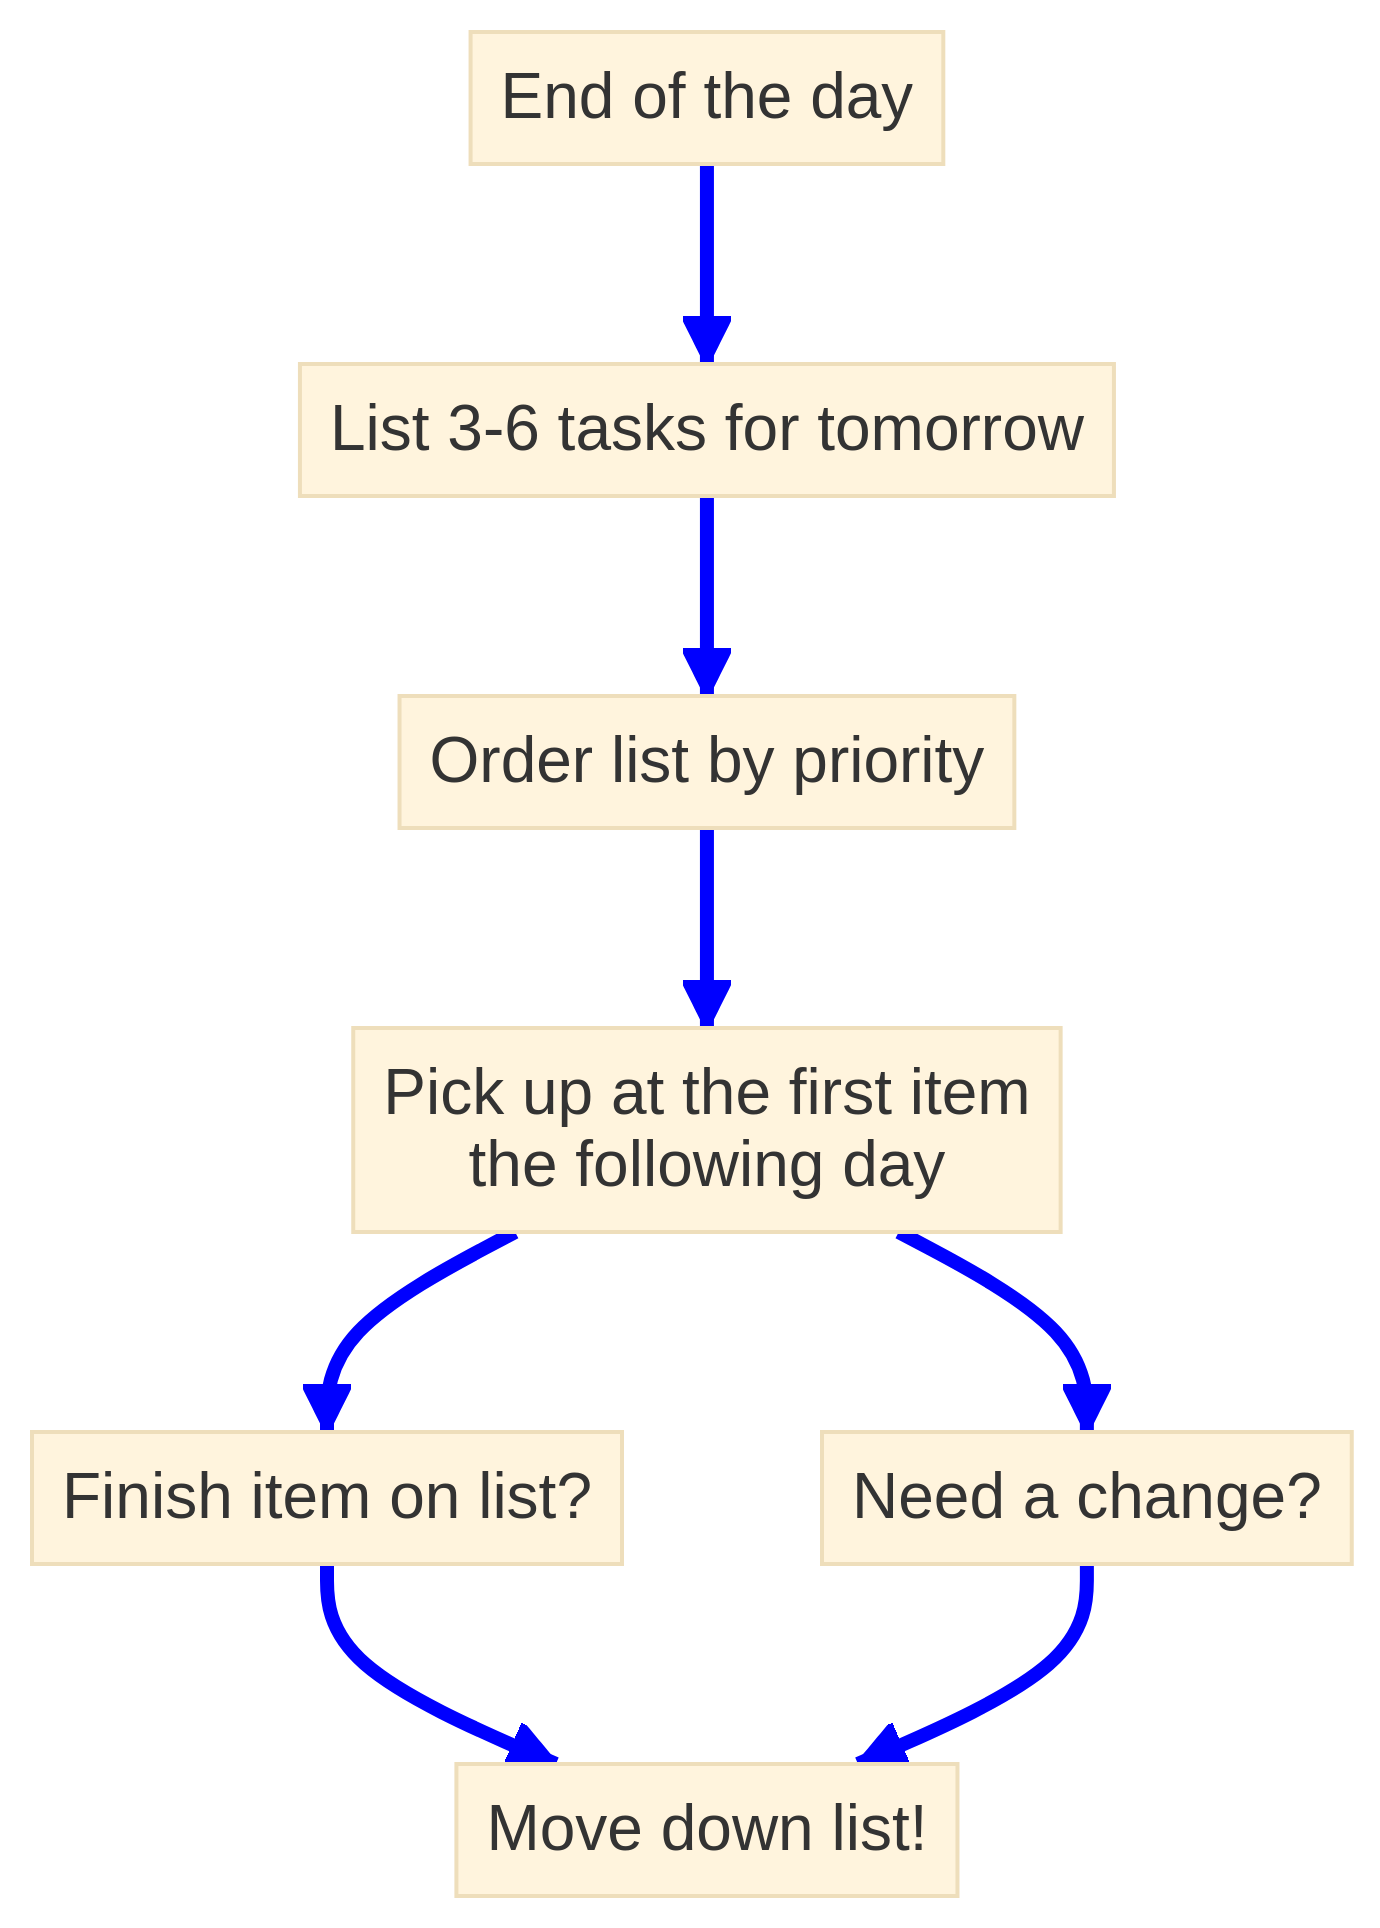 End of the day
List 3-6 tasks for tomorrow
Order list by priority
Pick up at the first item
the following day
Finish item on list?
Need a change?
Move down list!